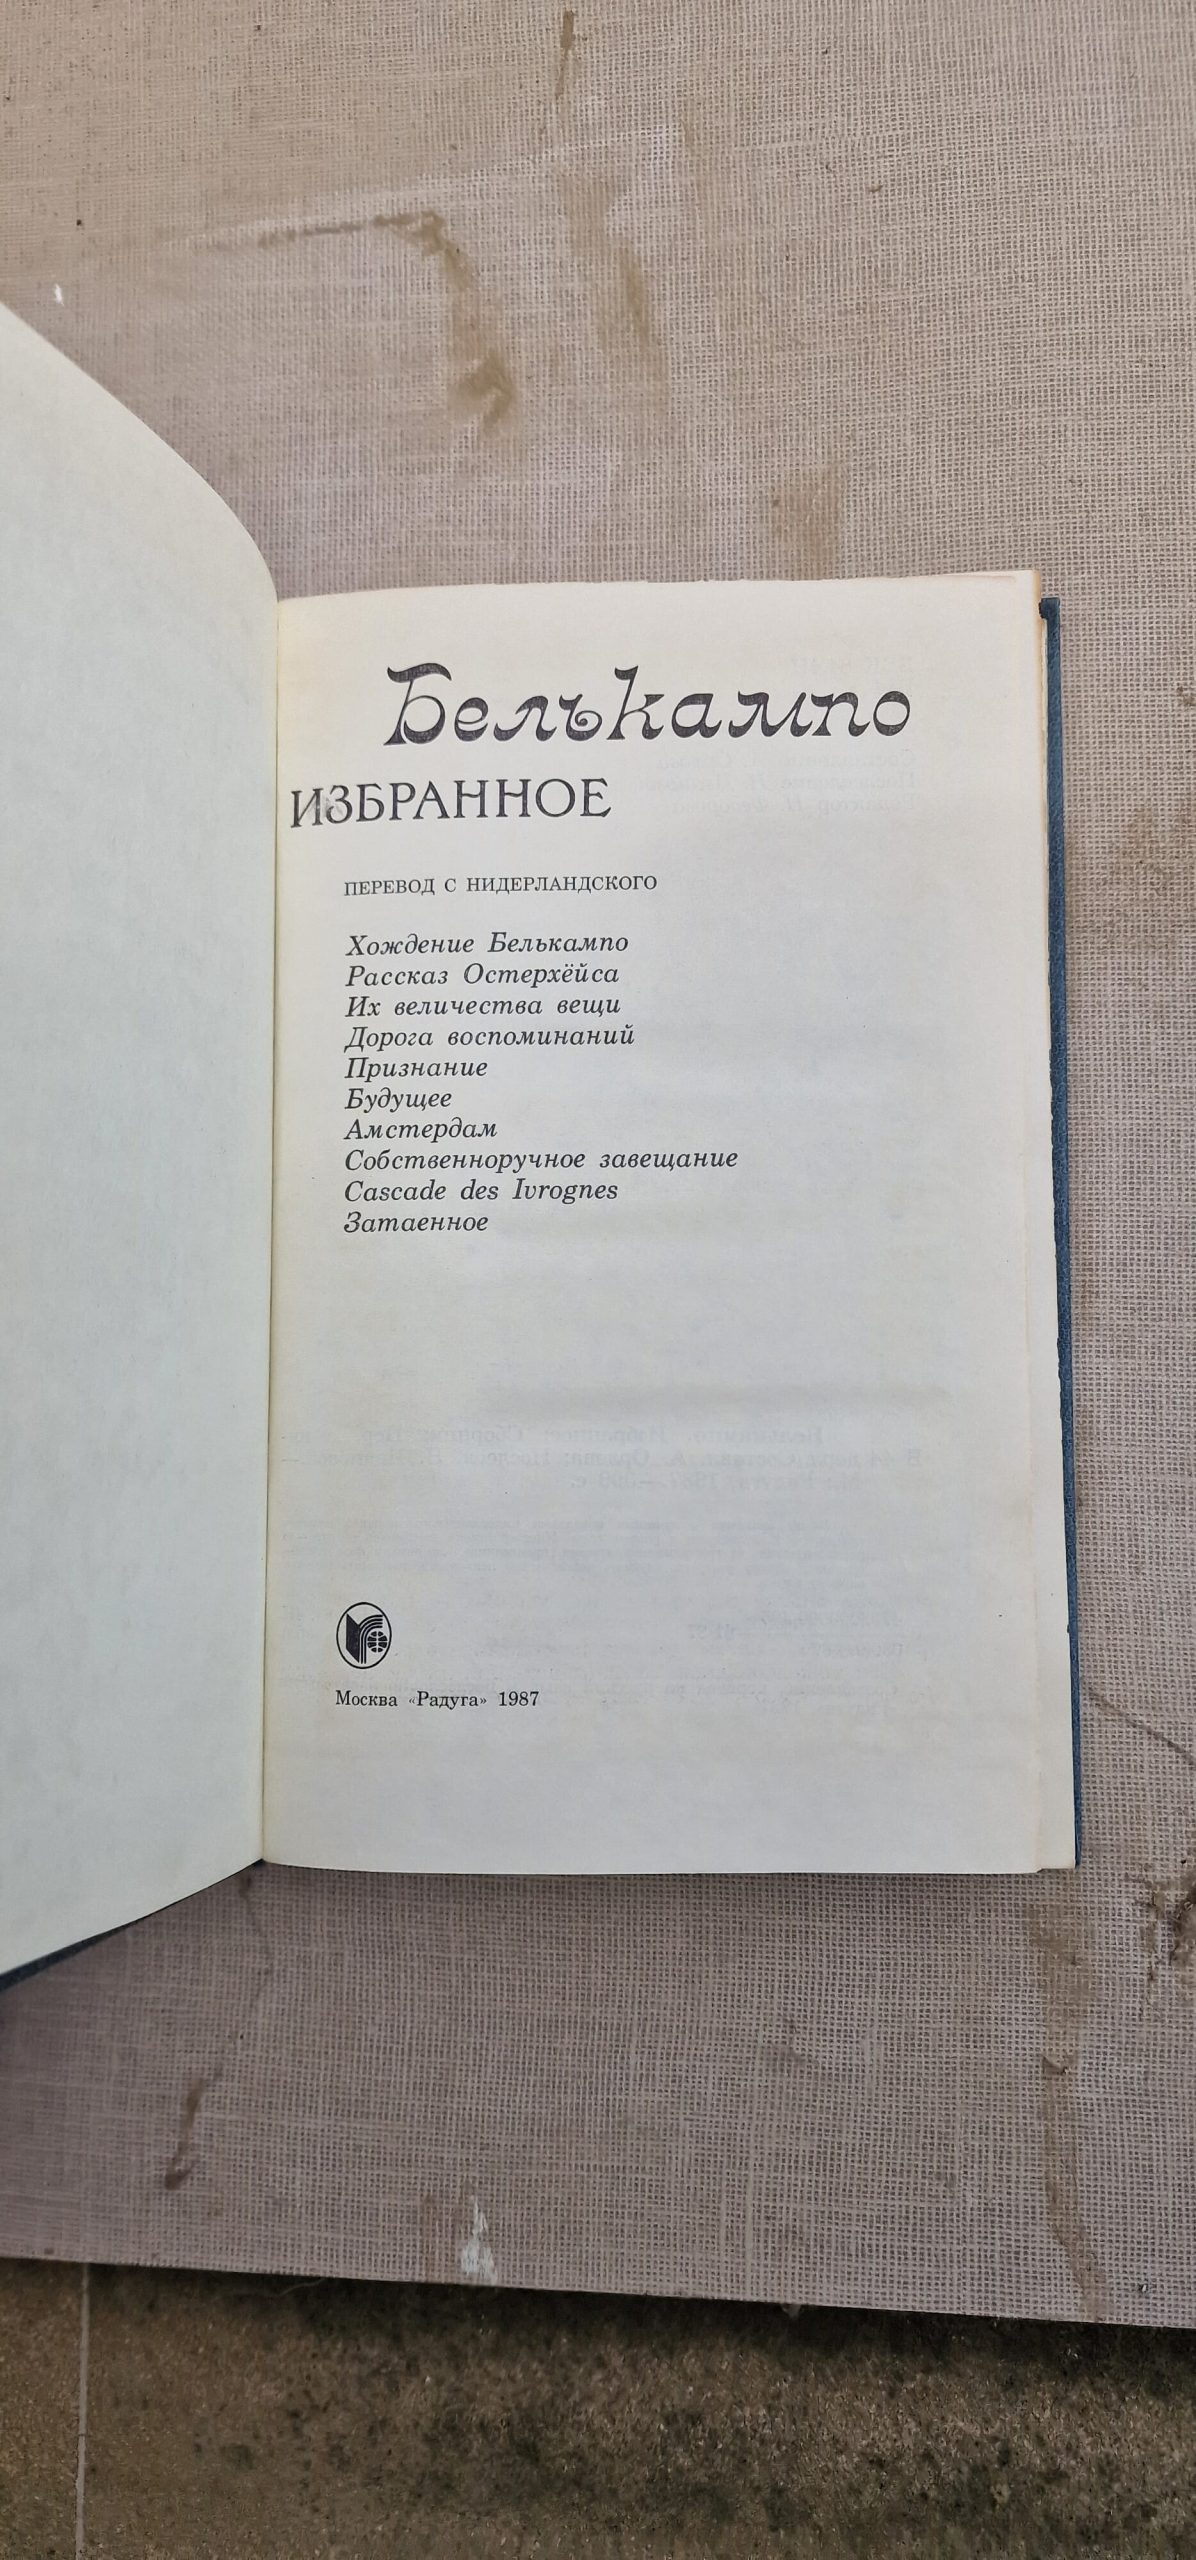 Белькампо
ИЗБРАННОЕ
ПЕРЕВОД С НИДЕРЛАНДСКОГО
Хождение Белькампо
Рассказ Остерхёйса
Их величества вещи
Дорога воспоминаний
Признание
Будущее
Амстердам
Собственноручное завещание
Cascade des Ivrognes
Затаенное
Москва «Радуга» 1987